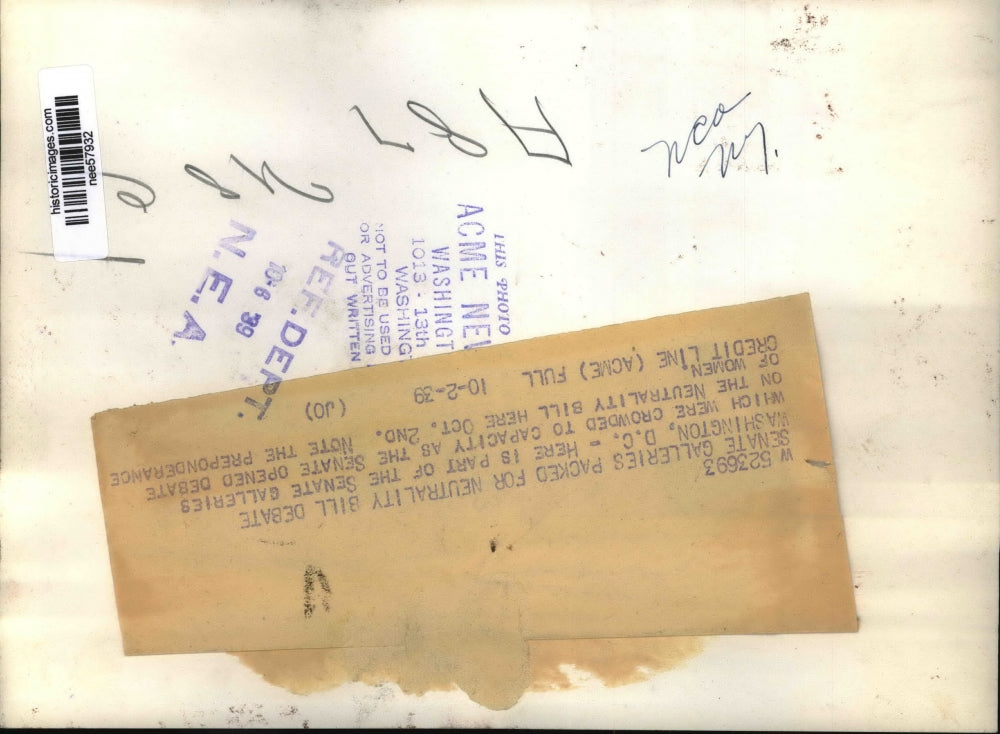 historicimages.com
nee57932
nea
ny.
THIS PHOTO
ACME NEW
WASHINGT
1013 - 13th
WASHING
NOT TO BE USED
OR ADVERTISING
OUT WRITTEN
REF. DEPT.
10-6 39
N.E.A.
W 523693
SENATE GALLERIES PACKED FOR NEUTRALITY BILL DEBATE
WASHINGTON, D.C. - HERE IS PART OF THE SENATE GALLERIES
WHICH WERE CROWDED TO CAPACITY AS THE SENATE OPENED DEBATE
ON THE NEUTRALITY BILL HERE OCT. 2ND. NOTE THE PREPONDERANCE
OF WOMEN.
CREDIT LINE (ACME) FULL 10-2-39 (JO)